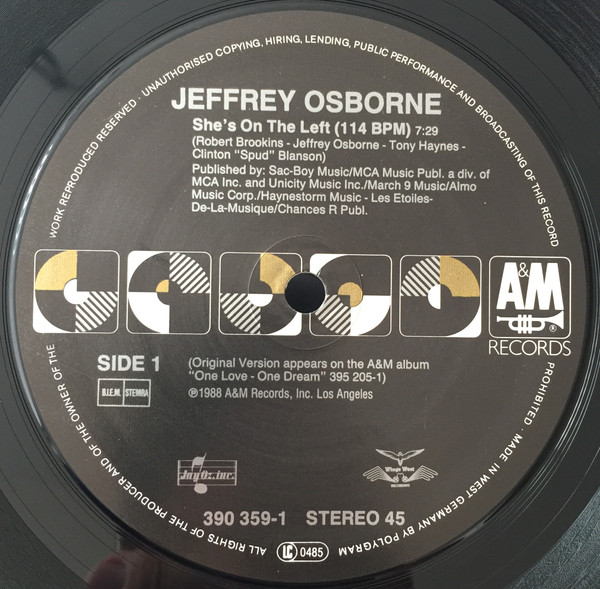 WORK REPRODUCED RESERVED · UNAUTHORISED COPYING, HIRING, LENDING, PUBLIC PERFORMANCE AND BROADCASTING OF THIS RECORD
JEFFREY OSBORNE
She's On The Left (114 BPM) 7:29
(Robert Brookins - Jeffrey Osborne - Tony Haynes -
Clinton "Spud" Blanson)
Published by: Sac-Boy Music/MCA Music Publ. a div. of
MCA Inc. and Unicity Music Inc./March 9 Music/Almo
Music Corp./Haynestorm Music - Les Etoiles-
De-La-Musique/Chances R Publ.
A&M
®
RECORDS
SIDE 1
B.I.E.M. STEMRA
(Original Version appears on the A&M album
"One Love - One Dream" 395 205-1)
℗1988 A&M Records, Inc. Los Angeles
JayOz, inc.
Wings West
390 359-1 STEREO 45
ALL RIGHTS OF THE PRODUCER AND OF THE OWNER OF THE
LC 0485
PROHIBITED · MADE IN WEST GERMANY BY POLYGRAM